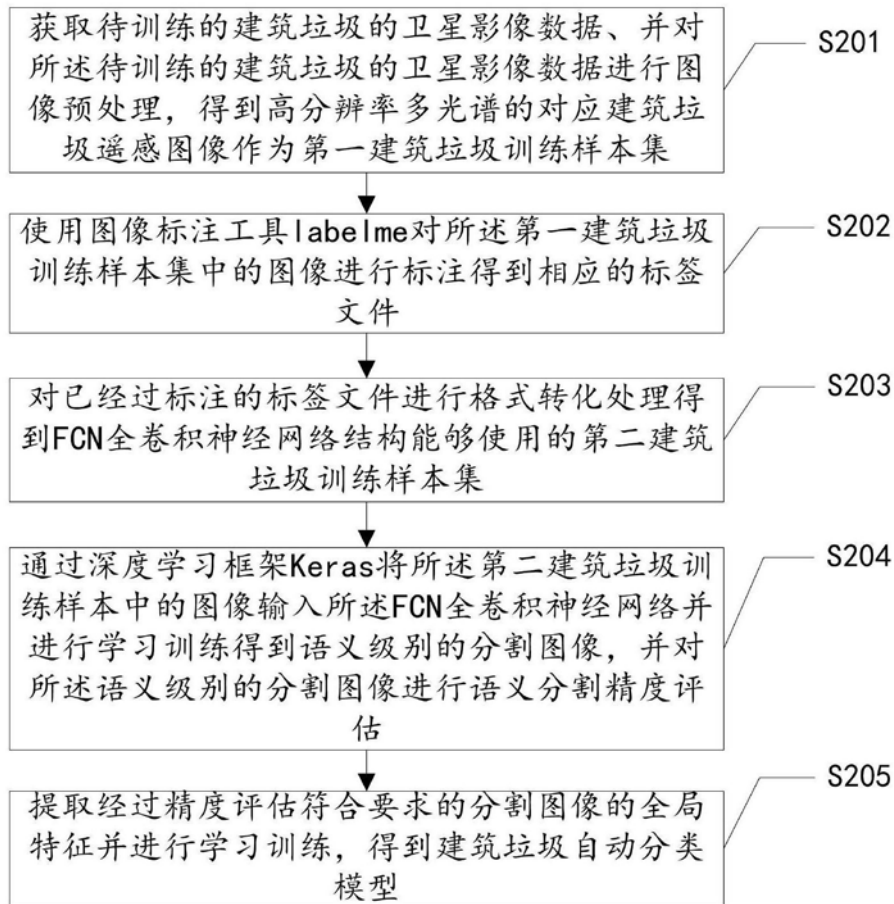 获取待训练的建筑垃圾的卫星影像数据、并对
所述待训练的建筑垃圾的卫星影像数据进行图
像预处理，得到高分辨率多光谱的对应建筑垃
圾遥感图像作为第一建筑垃圾训练样本集
S201
使用图像标注工具labelme对所述第一建筑垃圾
训练样本集中的图像进行标注得到相应的标签
文件
S202
对已经过标注的标签文件进行格式转化处理得
到FCN全卷积神经网络结构能够使用的第二建筑
垃圾训练样本集
S203
通过深度学习框架Keras将所述第二建筑垃圾训
练样本中的图像输入所述FCN全卷积神经网络并
进行学习训练得到语义级别的分割图像，并对
所述语义级别的分割图像进行语义分割精度评
估
S204
提取经过精度评估符合要求的分割图像的全局
特征并进行学习训练，得到建筑垃圾自动分类
模型
S205